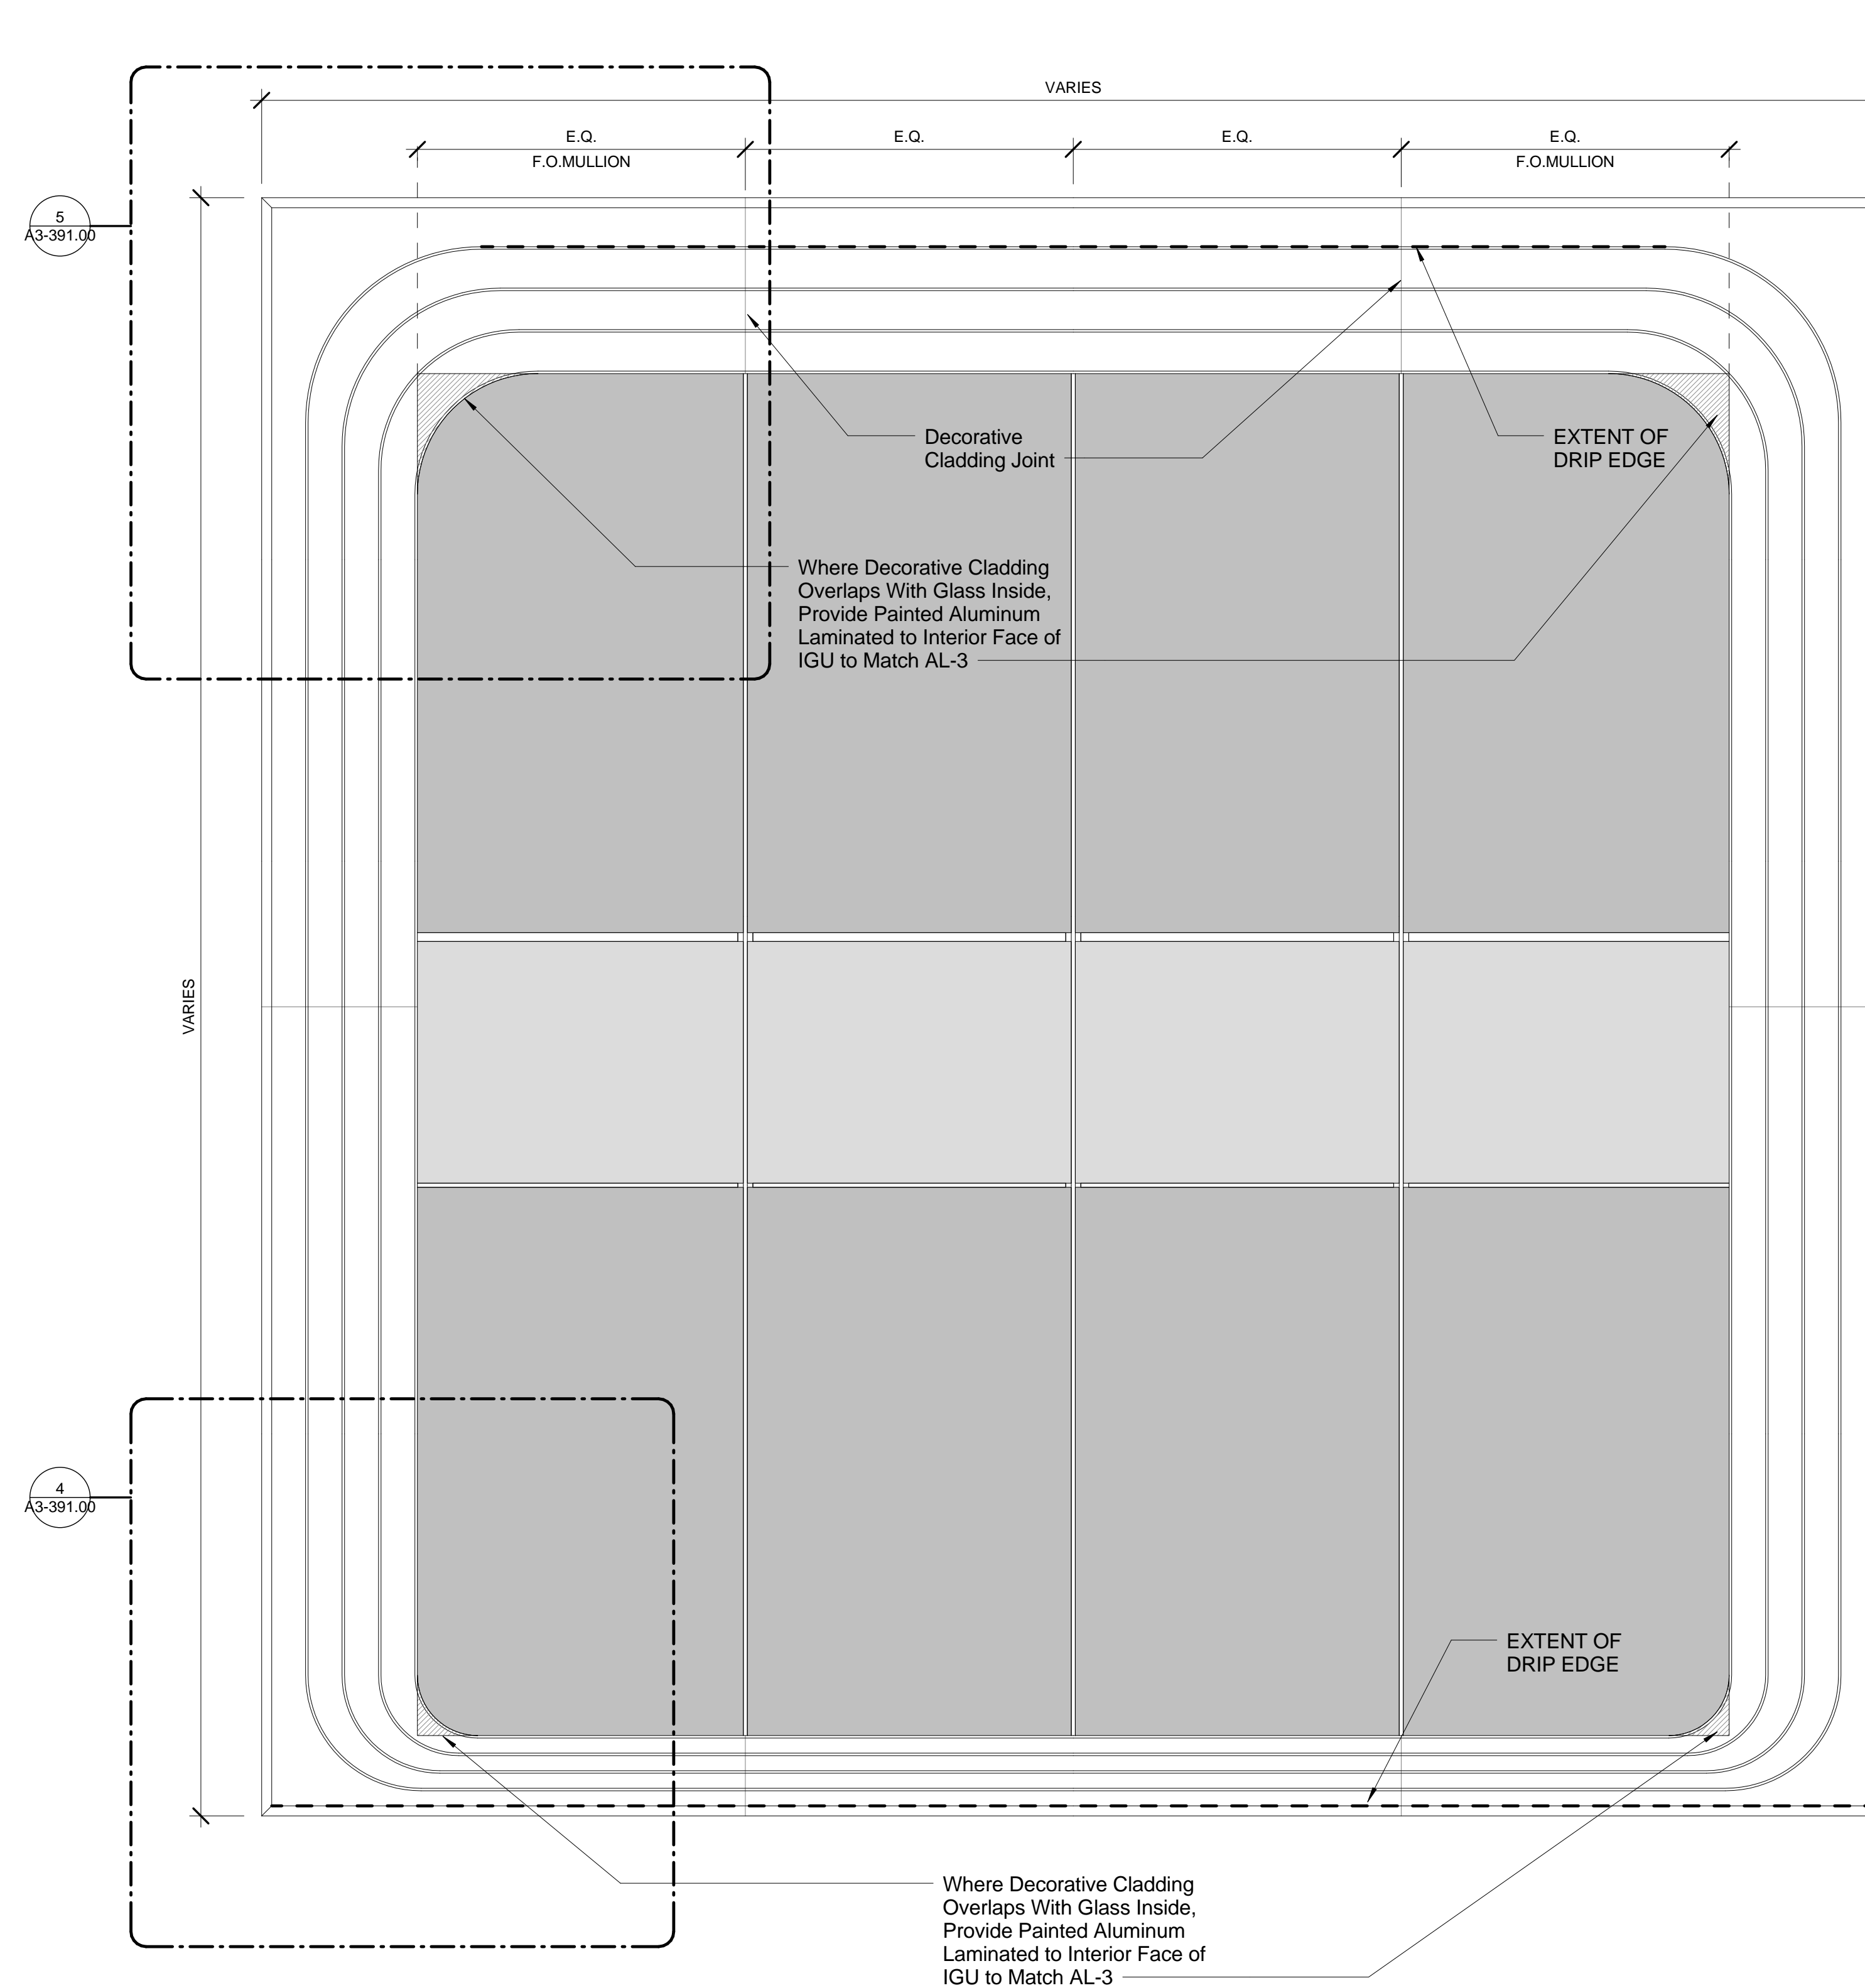 VARIES
E.Q.
E.Q.
E.Q.
E.Q.
F.O.MULLION
F.O.MULLION
5
A3-391.00
Decorative
Cladding Joint
EXTENT OF
DRIP EDGE
Where Decorative Cladding
Overlaps With Glass Inside,
Provide Painted Aluminum
Laminated to Interior Face of
IGU to Match AL-3
VARIES
4
A3-391.00
EXTENT OF
DRIP EDGE
Where Decorative Cladding
Overlaps With Glass Inside,
Provide Painted Aluminum
Laminated to Interior Face of
IGU to Match AL-3